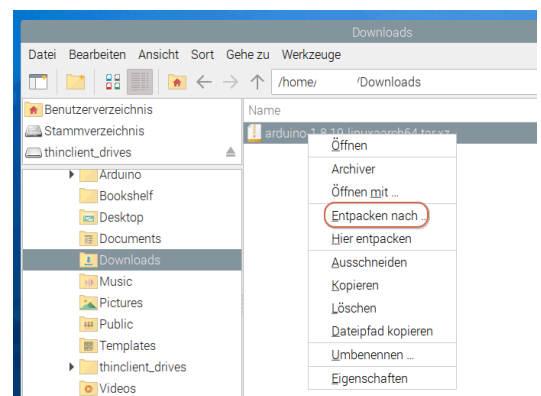 Downloads
Datei Bearbeiten Ansicht Sort Gehe zu Werkzeuge
/home/ /Downloads
Benutzerverzeichnis
Stammverzeichnis
thinclient_drives
Arduino
Bookshelf
Desktop
Documents
Downloads
Music
Pictures
Public
Templates
thinclient_drives
Videos
Name
arduino-1.8.19-linuxaarch64.tar.xz
Öffnen
Archiver
Öffnen mit ...
Entpacken nach ...
Hier entpacken
Ausschneiden
Kopieren
Löschen
Dateipfad kopieren
Umbenennen ...
Eigenschaften